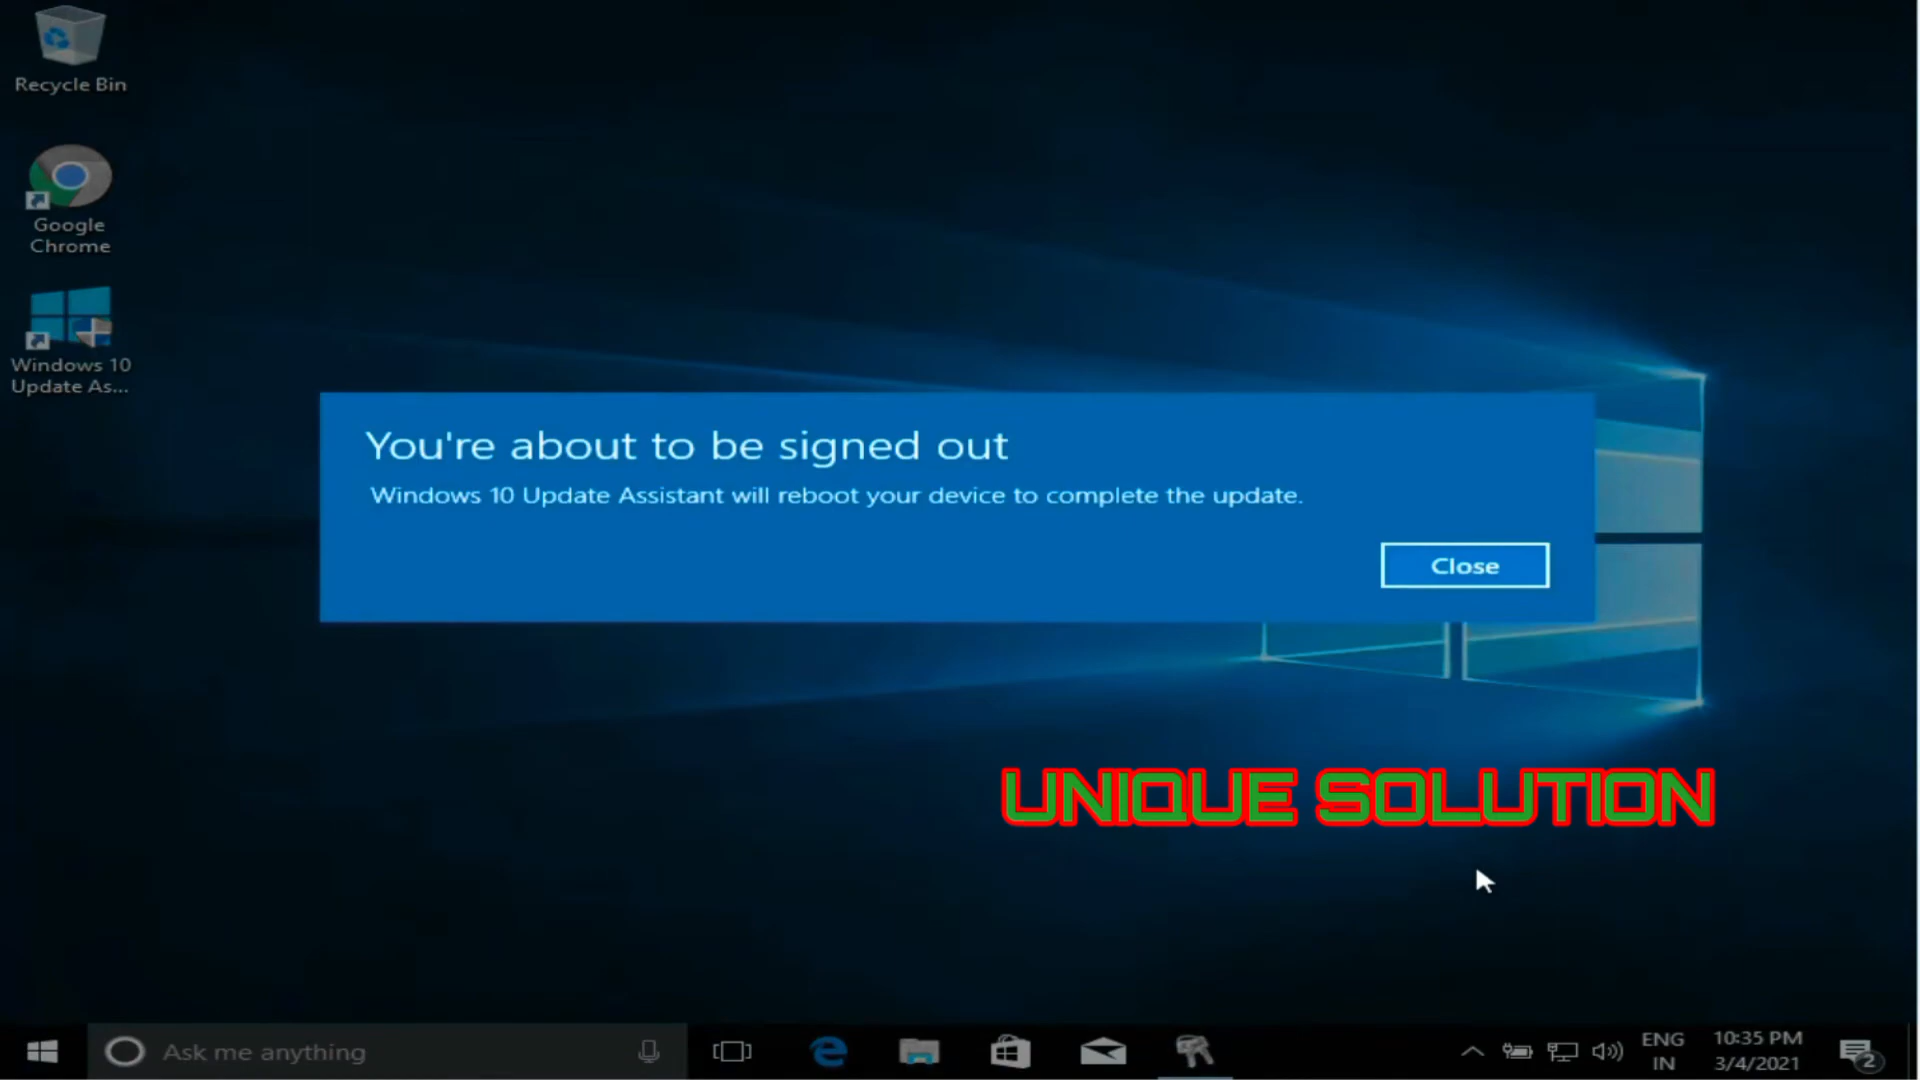 Recycle Bin
Google
Chrome
Windows 10
Update As...
You're about to be signed out
Windows 10 Update Assistant will reboot your device to complete the update.
Close
UNIQUE SOLUTION
Ask me anything
ENG
IN
10:35 PM
3/4/2021
2